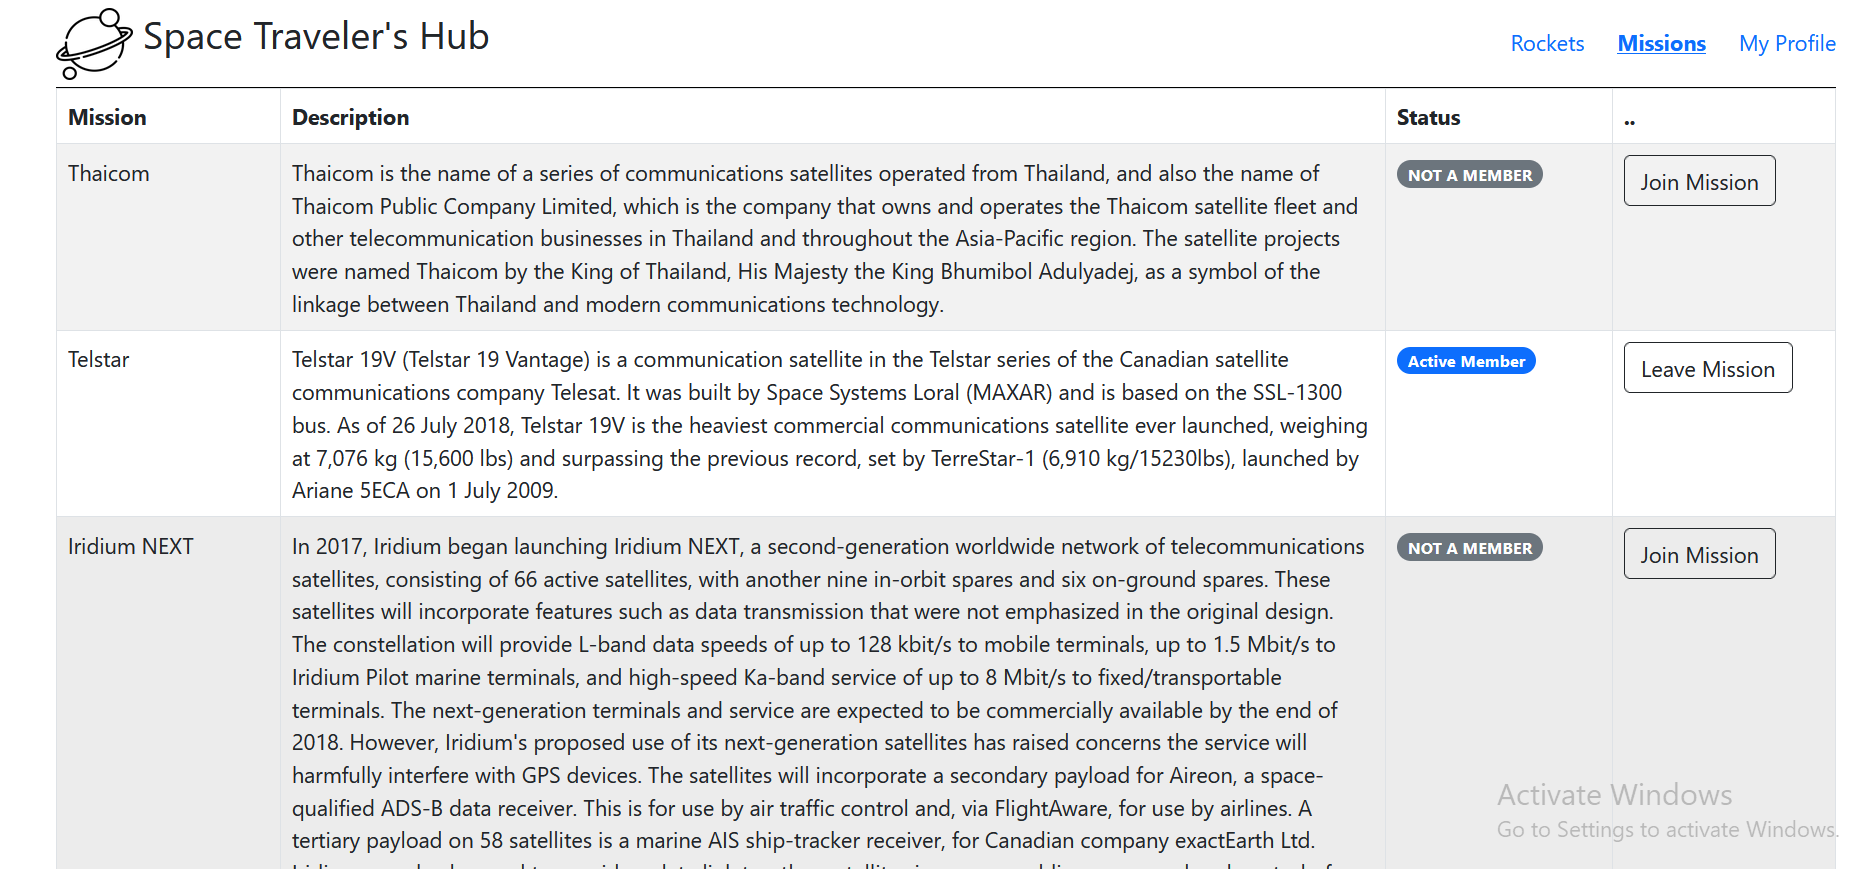 Space Traveler's Hub
Rockets Missions My Profile
Mission Description Status ..
Thaicom
Thaicom is the name of a series of communications satellites operated from Thailand, and also the name of
Thaicom Public Company Limited, which is the company that owns and operates the Thaicom satellite fleet and
other telecommunication businesses in Thailand and throughout the Asia-Pacific region. The satellite projects
were named Thaicom by the King of Thailand, His Majesty the King Bhumibol Adulyadej, as a symbol of the
linkage between Thailand and modern communications technology.
NOT A MEMBER
Join Mission
Telstar
Telstar 19V (Telstar 19 Vantage) is a communication satellite in the Telstar series of the Canadian satellite
communications company Telesat. It was built by Space Systems Loral (MAXAR) and is based on the SSL-1300
bus. As of 26 July 2018, Telstar 19V is the heaviest commercial communications satellite ever launched, weighing
at 7,076 kg (15,600 lbs) and surpassing the previous record, set by TerreStar-1 (6,910 kg/15230lbs), launched by
Ariane 5ECA on 1 July 2009.
Active Member
Leave Mission
Iridium NEXT
In 2017, Iridium began launching Iridium NEXT, a second-generation worldwide network of telecommunications
satellites, consisting of 66 active satellites, with another nine in-orbit spares and six on-ground spares. These
satellites will incorporate features such as data transmission that were not emphasized in the original design.
The constellation will provide L-band data speeds of up to 128 kbit/s to mobile terminals, up to 1.5 Mbit/s to
Iridium Pilot marine terminals, and high-speed Ka-band service of up to 8 Mbit/s to fixed/transportable
terminals. The next-generation terminals and service are expected to be commercially available by the end of
2018. However, Iridium's proposed use of its next-generation satellites has raised concerns the service will
harmfully interfere with GPS devices. The satellites will incorporate a secondary payload for Aireon, a space-
qualified ADS-B data receiver. This is for use by air traffic control and, via FlightAware, for use by airlines. A
tertiary payload on 58 satellites is a marine AIS ship-tracker receiver, for Canadian company exactEarth Ltd.
NOT A MEMBER
Join Mission
Activate Windows
Go to Settings to activate Windows.